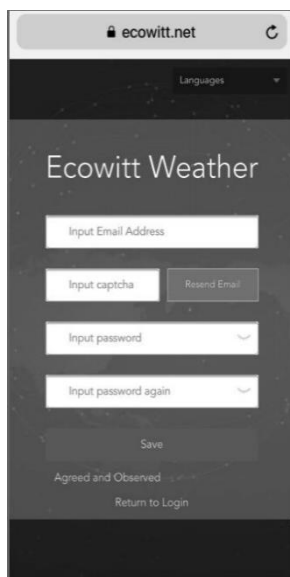 ecowitt.net
Languages
Ecowitt Weather
Input Email Address
Input captcha Resend Email
Input password
Input password again
Save
Agreed and Observed
Return to Login